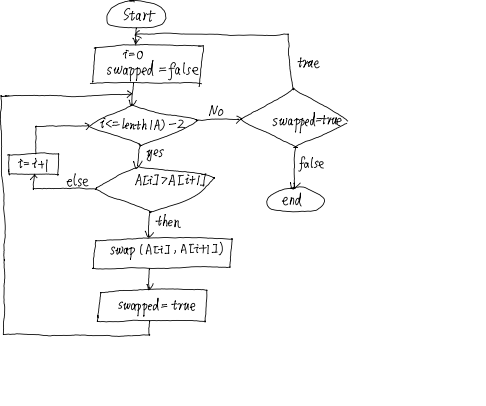 Start
i=0
swapped=false
i<=lenth(A)-2
No
swapped=true
true
false
end
yes
A[i]>A[i+1]
else
i=i+1
then
swap(A[i], A[i+1])
swapped=true